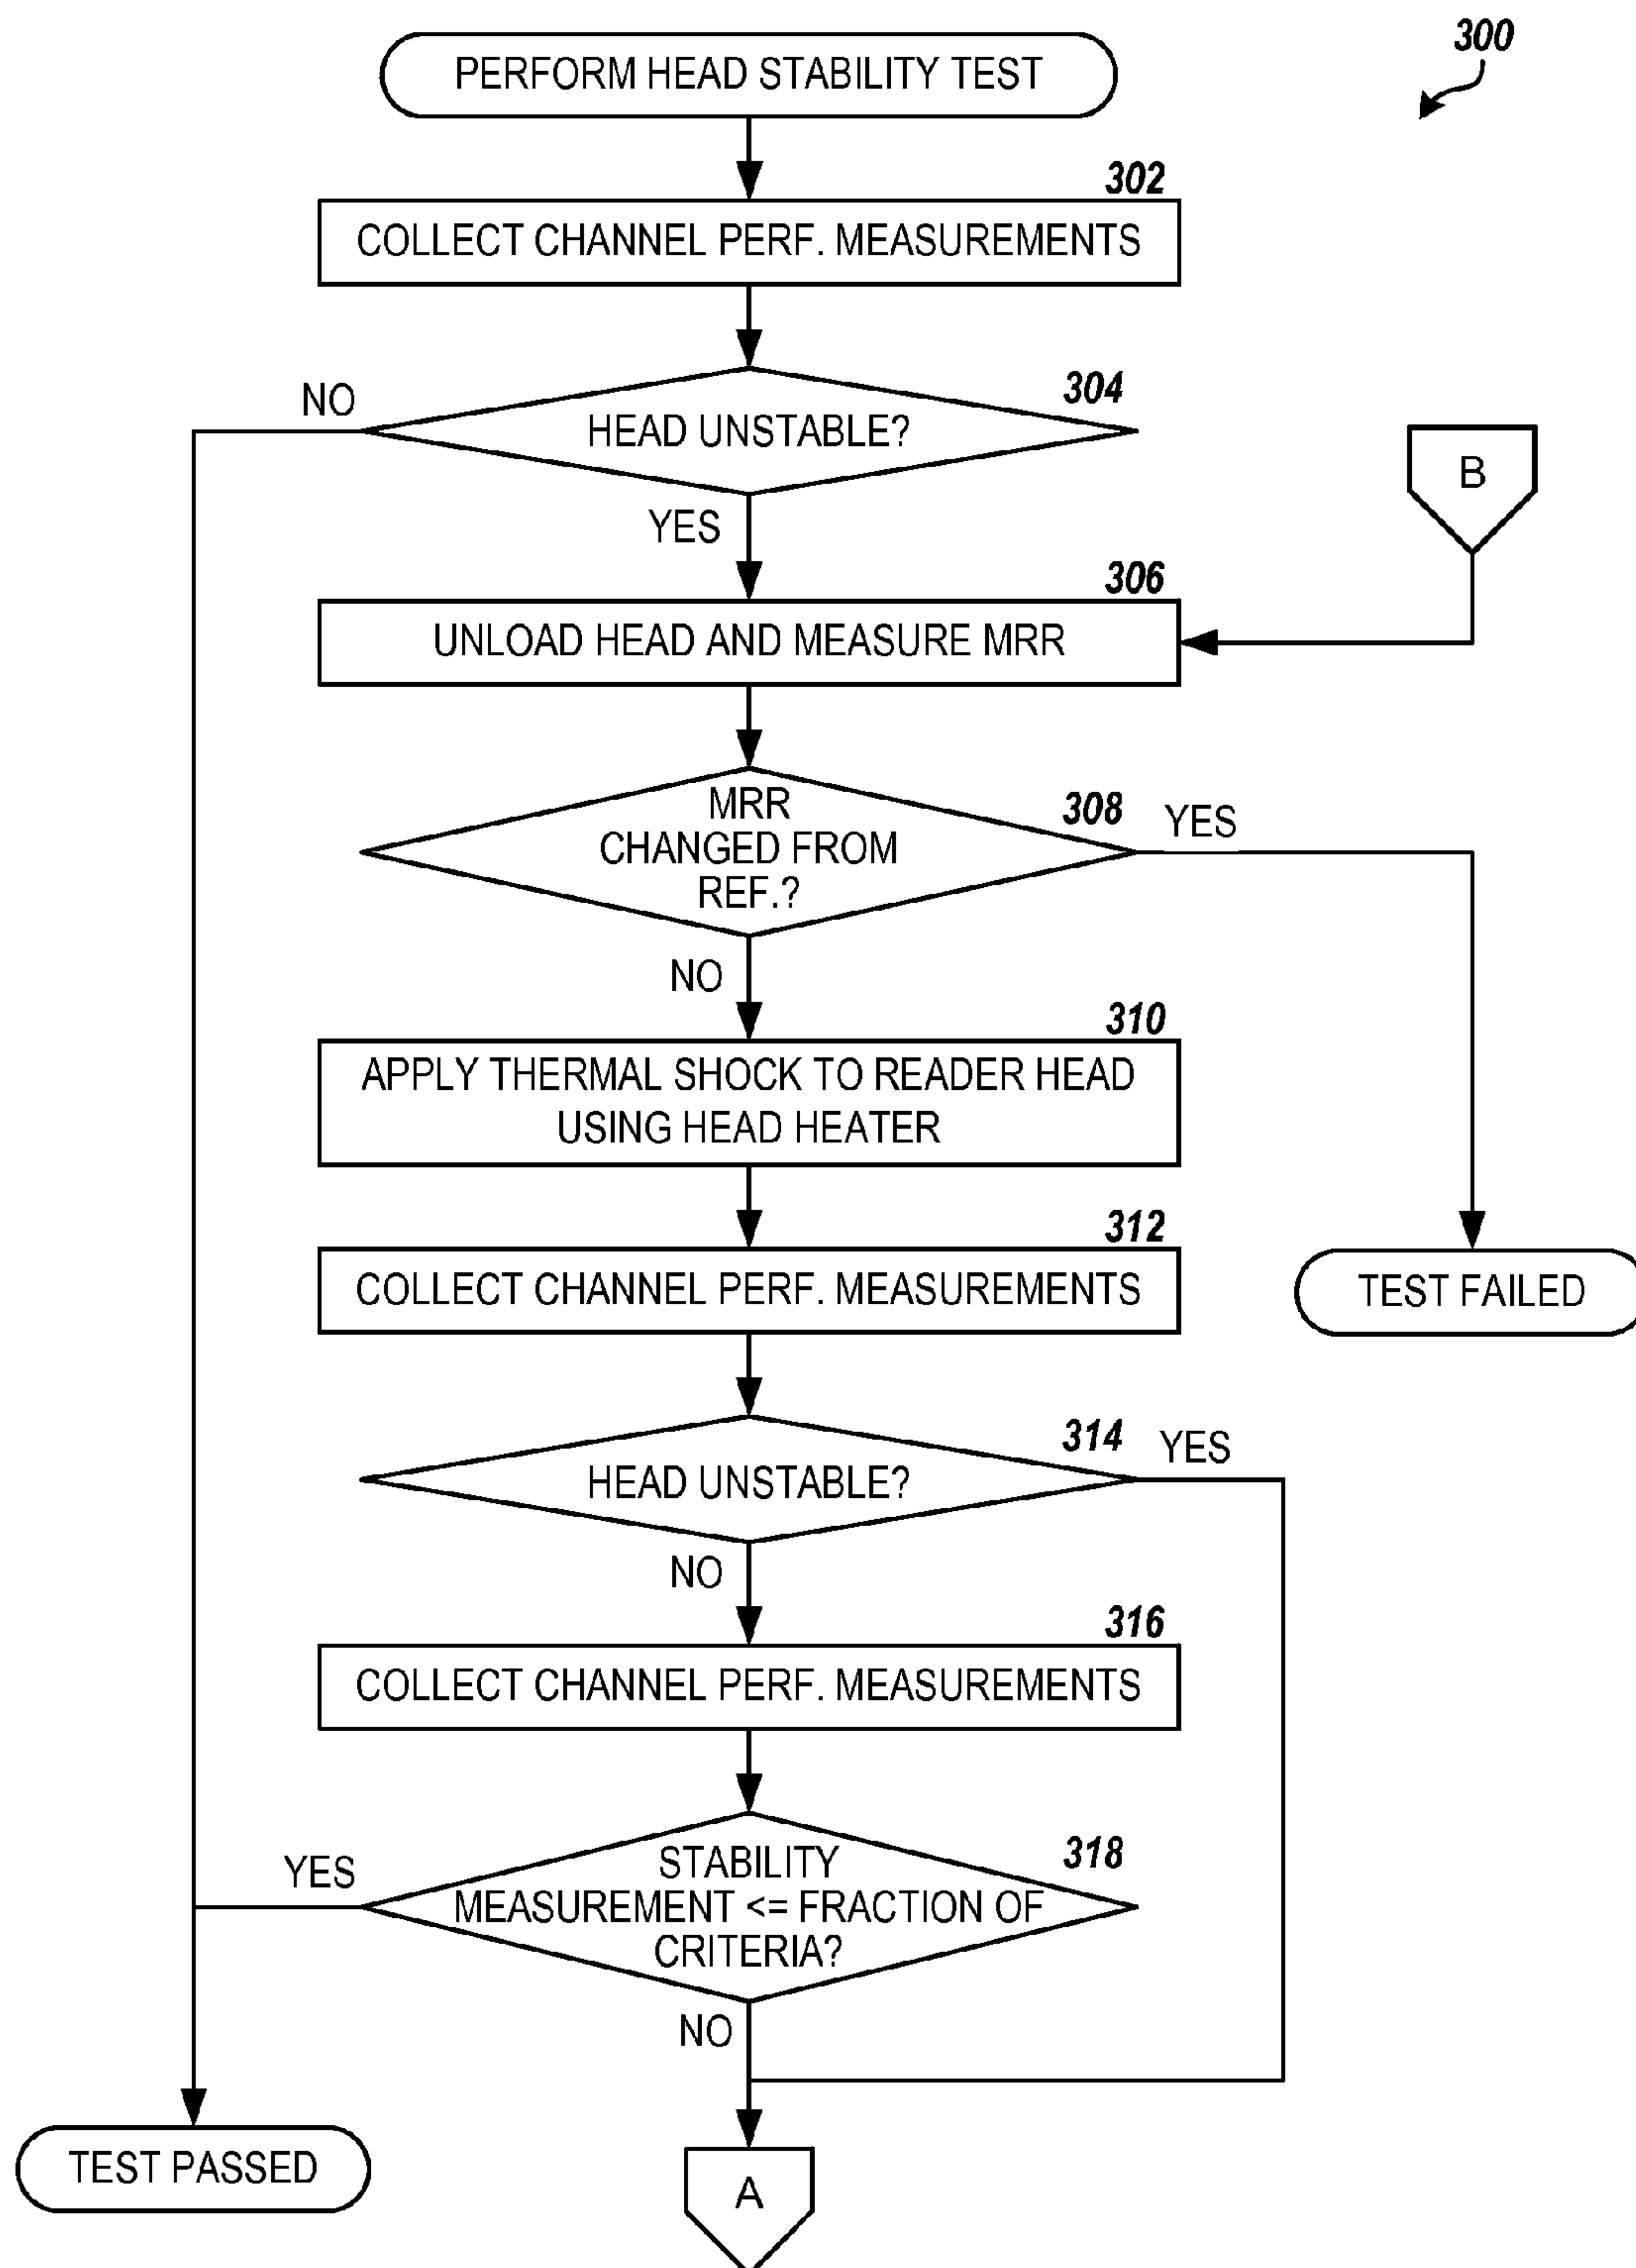 300
PERFORM HEAD STABILITY TEST
302
COLLECT CHANNEL PERF. MEASUREMENTS
304
NO
HEAD UNSTABLE?
YES
B
306
UNLOAD HEAD AND MEASURE MRR
308
MRR
CHANGED FROM
REF.?
YES
NO
310
APPLY THERMAL SHOCK TO READER HEAD
USING HEAD HEATER
312
COLLECT CHANNEL PERF. MEASUREMENTS
TEST FAILED
314
HEAD UNSTABLE?
YES
NO
316
COLLECT CHANNEL PERF. MEASUREMENTS
318
YES
STABILITY
MEASUREMENT <= FRACTION OF
CRITERIA?
NO
TEST PASSED
A